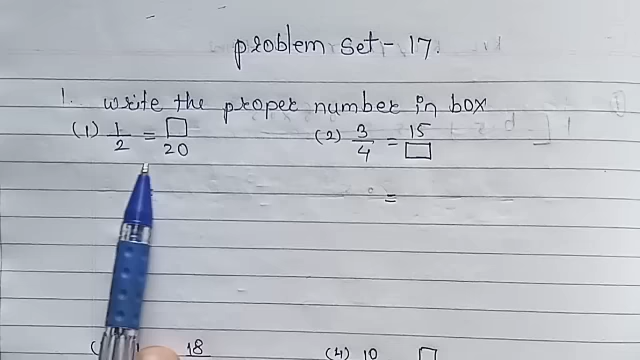 problem set - 17.
1. write the proper number in box
(1) 1/2 = □/20 (2) 3/4 = 15/□
=
18 (4) 10 □